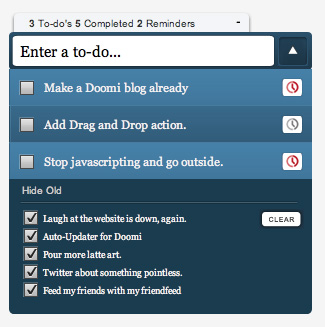 3 To-do's 5 Completed 2 Reminders -
Enter a to-do...
Make a Doomi blog already
Add Drag and Drop action.
Stop javascripting and go outside.
Hide Old
Laugh at the website is down, again.
CLEAR
Auto-Updater for Doomi
Pour more latte art.
Twitter about something pointless.
Feed my friends with my friendfeed